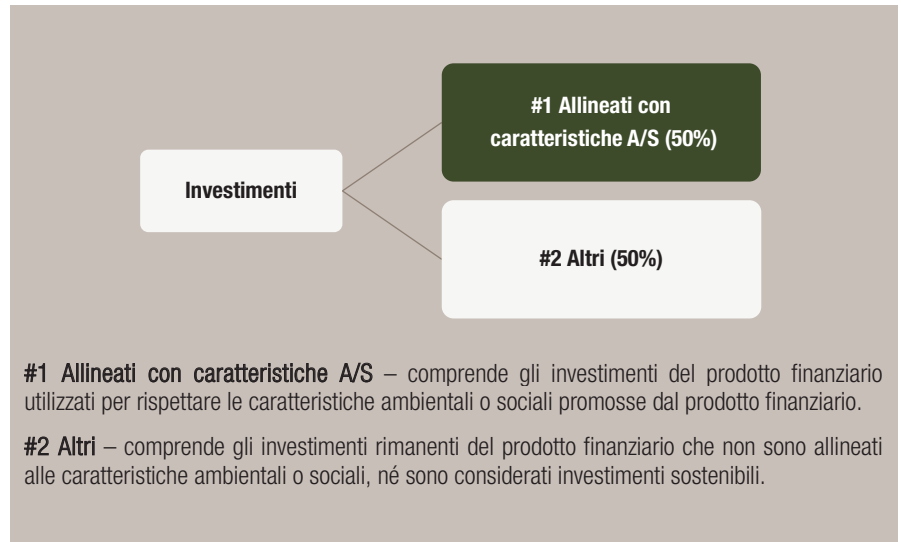 #1 Allineati con
caratteristiche A/S (50%)
Investimenti
#2 Altri (50%)
#1 Allineati con caratteristiche A/S – comprende gli investimenti del prodotto finanziario
utilizzati per rispettare le caratteristiche ambientali o sociali promosse dal prodotto finanziario.
#2 Altri – comprende gli investimenti rimanenti del prodotto finanziario che non sono allineati
alle caratteristiche ambientali o sociali, né sono considerati investimenti sostenibili.